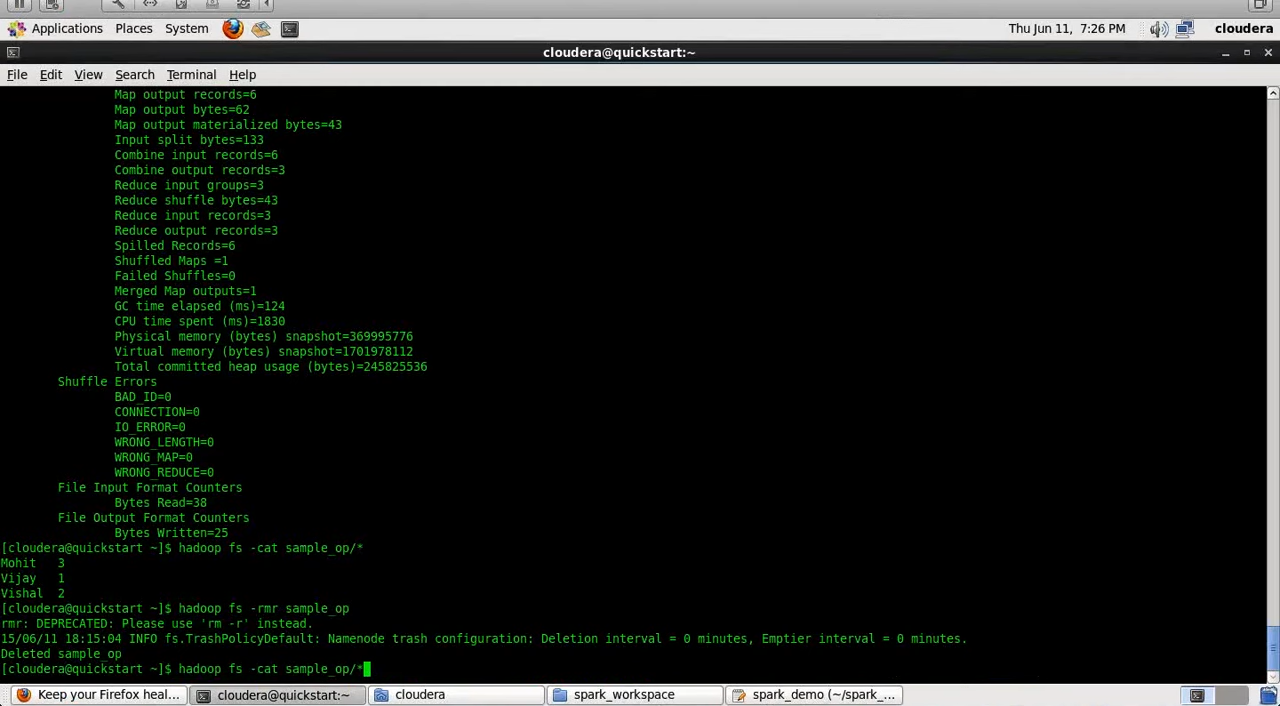 Applications Places System Thu Jun 11, 7:26 PM cloudera
cloudera@quickstart:~
File Edit View Search Terminal Help
Map output records=6
Map output bytes=62
Map output materialized bytes=43
Input split bytes=133
Combine input records=6
Combine output records=3
Reduce input groups=3
Reduce shuffle bytes=43
Reduce input records=3
Reduce output records=3
Spilled Records=6
Shuffled Maps =1
Failed Shuffles=0
Merged Map outputs=1
GC time elapsed (ms)=124
CPU time spent (ms)=1830
Physical memory (bytes) snapshot=369995776
Virtual memory (bytes) snapshot=1701978112
Total committed heap usage (bytes)=245825536
Shuffle Errors
BAD_ID=0
CONNECTION=0
IO_ERROR=0
WRONG_LENGTH=0
WRONG_MAP=0
WRONG_REDUCE=0
File Input Format Counters
Bytes Read=38
File Output Format Counters
Bytes Written=25
[cloudera@quickstart ~]$ hadoop fs -cat sample_op/*
Mohit 3
Vijay 1
Vishal 2
[cloudera@quickstart ~]$ hadoop fs -rmr sample_op
rmr: DEPRECATED: Please use 'rm -r' instead.
15/06/11 18:15:04 INFO fs.TrashPolicyDefault: Namenode trash configuration: Deletion interval = 0 minutes, Emptier interval = 0 minutes.
Deleted sample_op
[cloudera@quickstart ~]$ hadoop fs -cat sample_op/*
Keep your Firefox heal... cloudera@quickstart:~ cloudera spark_workspace spark_demo (~/spark_...